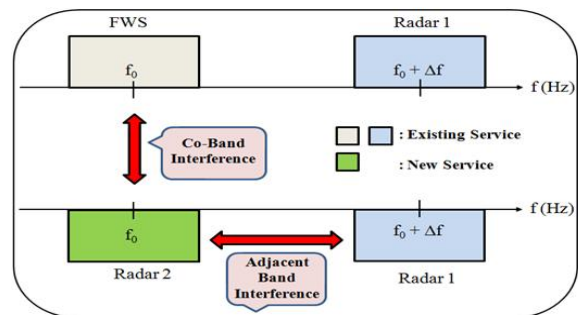 FWS
Radar 1
f₀
f₀ + Δf
f (Hz)
Co-Band
Interference
: Existing Service
: New Service
f (Hz)
f₀
f₀ + Δf
Radar 2
Adjacent
Band
Interference
Radar 1